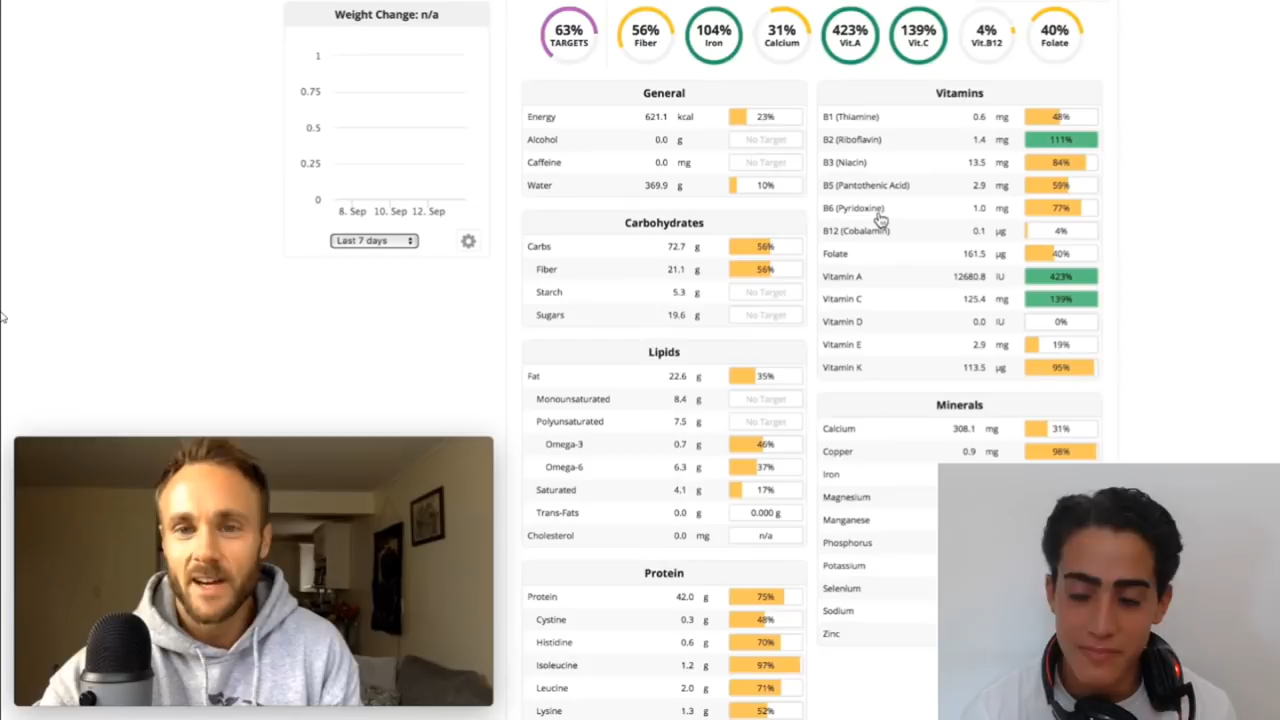 Weight Change: n/a
1
0.75
0.5
0.25
0
8. Sep 10. Sep 12. Sep
Last 7 days
63% TARGETS
56% Fiber
104% Iron
31% Calcium
423% Vit.A
139% Vit.C
4% Vit.B12
40% Folate
General
Energy 621.1 kcal 23%
Alcohol 0.0 g No Target
Caffeine 0.0 mg No Target
Water 369.9 g 10%
Carbohydrates
Carbs 72.7 g 56%
Fiber 21.1 g 56%
Starch 5.3 g No Target
Sugars 19.6 g No Target
Lipids
Fat 22.6 g 35%
Monounsaturated 8.4 g No Target
Polyunsaturated 7.5 g No Target
Omega-3 0.7 g 46%
Omega-6 6.3 g 37%
Saturated 4.1 g 17%
Trans-Fats 0.0 g 0.000 g
Cholesterol 0.0 mg n/a
Protein
Protein 42.0 g 75%
Cystine 0.3 g 48%
Histidine 0.6 g 70%
Isoleucine 1.2 g 97%
Leucine 2.0 g 71%
Lysine 1.3 g 52%
Vitamins
B1 (Thiamine) 0.6 mg 48%
B2 (Riboflavin) 1.4 mg 111%
B3 (Niacin) 13.5 mg 84%
B5 (Pantothenic Acid) 2.9 mg 59%
B6 (Pyridoxine) 1.0 mg 77%
B12 (Cobalamin) 0.1 µg 4%
Folate 161.5 µg 40%
Vitamin A 12680.8 IU 423%
Vitamin C 125.4 mg 139%
Vitamin D 0.0 IU 0%
Vitamin E 2.9 mg 19%
Vitamin K 113.5 µg 95%
Minerals
Calcium 308.1 mg 31%
Copper 0.9 mg 98%
Iron
Magnesium
Manganese
Phosphorus
Potassium
Selenium
Sodium
Zinc